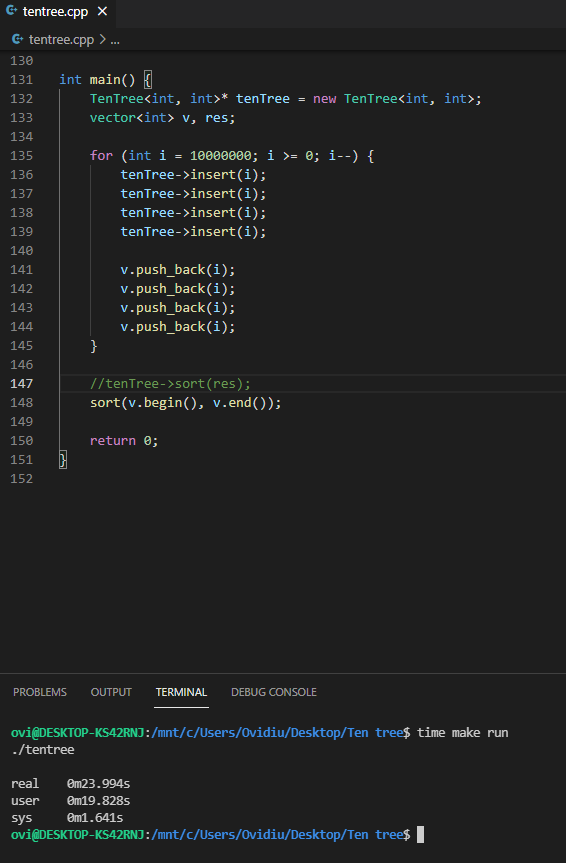 tentree.cpp ×
tentree.cpp > ...
130
131 int main() {
132     TenTree<int, int>* tenTree = new TenTree<int, int>;
133     vector<int> v, res;
134
135     for (int i = 10000000; i >= 0; i--) {
136         tenTree->insert(i);
137         tenTree->insert(i);
138         tenTree->insert(i);
139         tenTree->insert(i);
140
141         v.push_back(i);
142         v.push_back(i);
143         v.push_back(i);
144         v.push_back(i);
145     }
146
147     //tenTree->sort(res);
148     sort(v.begin(), v.end());
149
150     return 0;
151 }
152
PROBLEMS OUTPUT TERMINAL DEBUG CONSOLE
ovi@DESKTOP-KS42RNJ:/mnt/c/Users/Ovidiu/Desktop/Ten tree$ time make run
./tentree
real 0m23.994s
user 0m19.828s
sys 0m1.641s
ovi@DESKTOP-KS42RNJ:/mnt/c/Users/Ovidiu/Desktop/Ten tree$